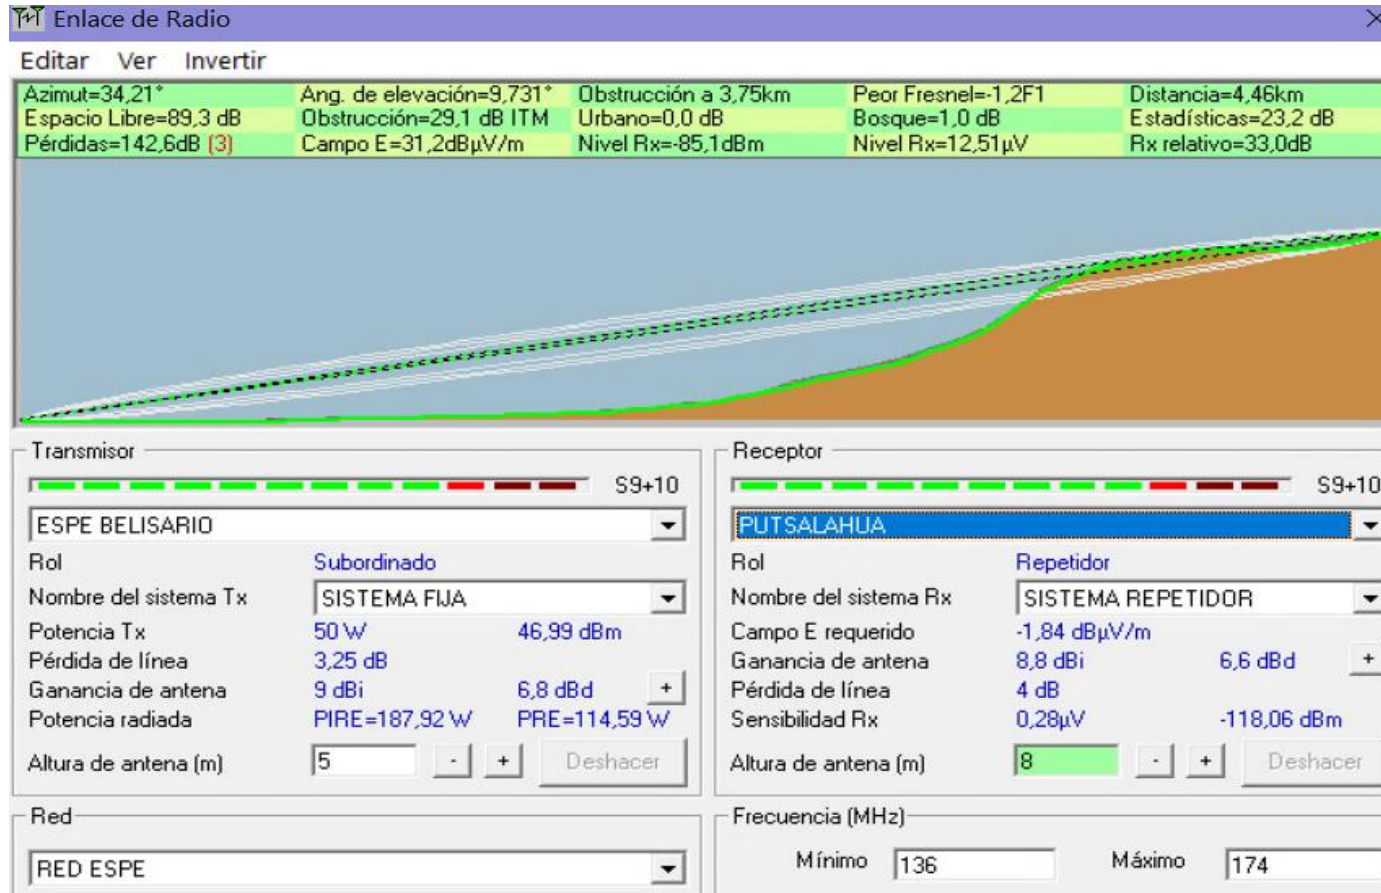 Enlace de Radio
Editar Ver Invertir
Azimut=34,21° Ang. de elevación=9,731° Obstrucción a 3,75km Peor Fresnel=-1,2F1 Distancia=4,46km
Espacio Libre=89,3 dB Obstrucción=29,1 dB ITM Urbano=0,0 dB Bosque=1,0 dB Estadísticas=23,2 dB
Pérdidas=142,6dB (3) Campo E=31,2dBµV/m Nivel Rx=-85,1dBm Nivel Rx=12,51µV Rx relativo=33,0dB
Transmisor
S9+10
ESPE BELISARIO
Rol Subordinado
Nombre del sistema Tx SISTEMA FIJA
Potencia Tx 50 W 46,99 dBm
Pérdida de línea 3,25 dB
Ganancia de antena 9 dBi 6,8 dBd +
Potencia radiada PIRE=187,92 W PRE=114,59 W
Altura de antena (m) 5 - + Deshacer
Red
RED ESPE
Receptor
S9+10
PUTSALAHUA
Rol Repetidor
Nombre del sistema Rx SISTEMA REPETIDOR
Campo E requerido -1,84 dBµV/m
Ganancia de antena 8,8 dBi 6,6 dBd +
Pérdida de línea 4 dB
Sensibilidad Rx 0,28µV -118,06 dBm
Altura de antena (m) 8 - + Deshacer
Frecuencia (MHz)
Mínimo 136 Máximo 174